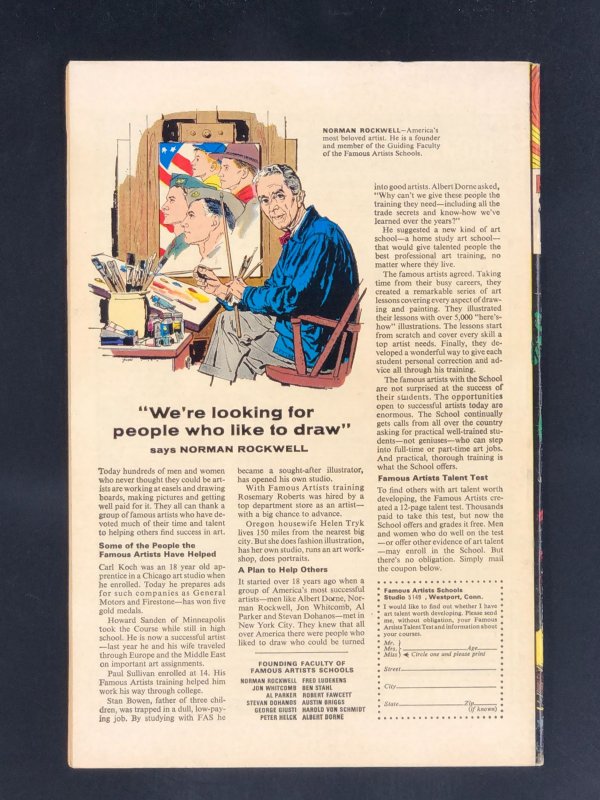 NORMAN ROCKWELL—America's
most beloved artist. He is a founder
and member of the Guiding Faculty
of the Famous Artists Schools.
"We're looking for
people who like to draw"
says NORMAN ROCKWELL
Today hundreds of men and women
who never thought they could be art-
ists are working at easels and drawing
boards, making pictures and getting
well paid for it. They all can thank a
group of famous artists who have de-
voted much of their time and talent
to helping others find success in art.
Some of the People the
Famous Artists Have Helped
Carl Koch was an 18 year old ap-
prentice in a Chicago art studio when
he enrolled. Today he prepares ads
for such companies as General
Motors and Firestone—has won five
gold medals.
Howard Sanden of Minneapolis
took the Course while still in high
school. He is now a successful artist
—last year he and his wife traveled
through Europe and the Middle East
on important art assignments.
Paul Sullivan enrolled at 14. His
Famous Artists training helped him
work his way through college.
Stan Bowen, father of three chil-
dren, was trapped in a dull, low-pay-
ing job. By studying with FAS he
became a sought-after illustrator,
has opened his own studio.
With Famous Artists training
Rosemary Roberts was hired by a
top department store as an artist—
with a big chance to advance.
Oregon housewife Helen Tryk
lives 150 miles from the nearest big
city. But she does fashion illustration,
has her own studio, runs an art work-
shop, does portraits.
A Plan to Help Others
It started over 18 years ago when a
group of America's most successful
artists—men like Albert Dorne, Nor-
man Rockwell, Jon Whitcomb, Al
Parker and Stevan Dohanos—met in
New York City. They knew that all
over America there were people who
liked to draw who could be turned
FOUNDING FACULTY OF
FAMOUS ARTISTS SCHOOLS
NORMAN ROCKWELL FRED LUDEKENS
JON WHITCOMB BEN STAHL
AL PARKER ROBERT FAWCETT
STEVAN DOHANOS AUSTIN BRIGGS
GEORGE GIUSTI HAROLD VON SCHMIDT
PETER HELCK ALBERT DORNE
into good artists. Albert Dorne asked,
"Why can't we give these people the
training they need—including all the
trade secrets and know-how we've
learned over the years?"
He suggested a new kind of art
school—a home study art school—
that would give talented people the
best professional art training, no
matter where they live.
The famous artists agreed. Taking
time from their busy careers, they
created a remarkable series of art
lessons covering every aspect of draw-
ing and painting. They illustrated
their lessons with over 5,000 "here's-
how" illustrations. The lessons start
from scratch and cover every skill a
top artist needs. Finally, they de-
veloped a wonderful way to give each
student personal correction and ad-
vice all through his training.
The famous artists with the School
are not surprised at the success of
their students. The opportunities
open to successful artists today are
enormous. The School continually
gets calls from all over the country
asking for practical well-trained stu-
dents—not geniuses—who can step
into full-time or part-time art jobs.
And practical, thorough training is
what the School offers.
Famous Artists Talent Test
To find others with art talent worth
developing, the Famous Artists cre-
ated a 12-page talent test. Thousands
paid to take this test, but now the
School offers and grades it free. Men
and women who do well on the test
—or offer other evidence of art talent
—may enroll in the School. But
there's no obligation. Simply mail
the coupon below.
Famous Artists Schools
Studio 5149, Westport, Conn.
I would like to find out whether I have
art talent worth developing. Please send
me, without obligation, your Famous
Artists Talent Test and information about
your courses.
Mr.
Mrs. Age
Miss Circle one and please print
Street
City
State Zip
(if known)